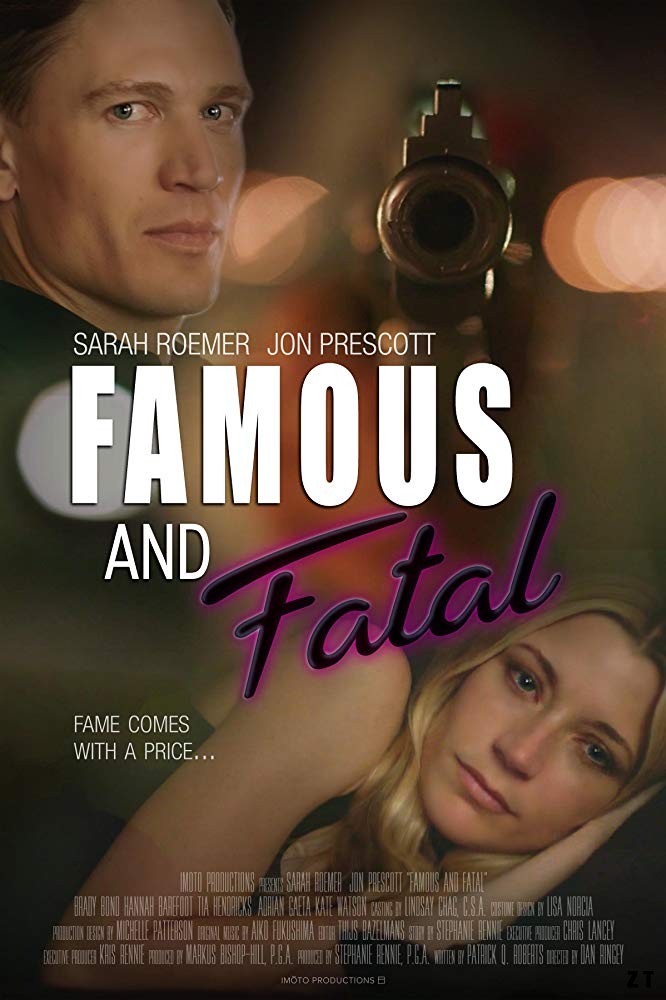 SARAH ROEMER JON PRESCOTT
FAMOUS
AND
Fatal
FAME COMES
WITH A PRICE...
IMOTO PRODUCTIONS PRESENTS SARAH ROEMER JON PRESCOTT "FAMOUS AND FATAL"
BRADY BOND HANNAH BAREFOOT TIA HENDRICKS ADRIAN GAETA KATE WATSON CASTING BY LINDSAY CHAG, C.S.A. COSTUME DESIGN BY LISA NORCIA
PRODUCTION DESIGN BY MICHELLE PATTERSON ORIGINAL MUSIC BY AIKO FUKUSHIMA EDITOR THIJS BAZELMANS STORY BY STEPHANIE RENNIE EXECUTIVE PRODUCER CHRIS LANCEY
EXECUTIVE PRODUCER KRIS RENNIE PRODUCED BY MARKUS BISHOP-HILL, P.G.A. PRODUCED BY STEPHANIE RENNIE, P.G.A. WRITTEN BY PATRICK Q. ROBERTS DIRECTED BY DAN RINGEY
IMŌTO PRODUCTIONS
ZT